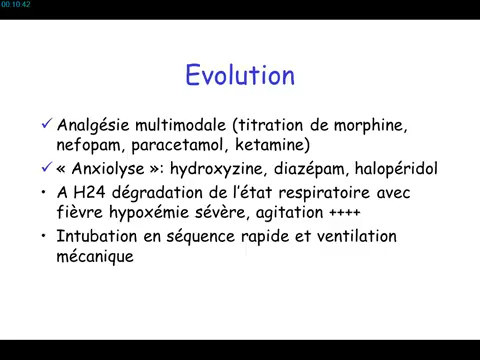 00:10:42
Evolution
✓ Analgésie multimodale (titration de morphine,
nefopam, paracetamol, ketamine)
✓ « Anxiolyse »: hydroxyzine, diazépam, halopéridol
• A H24 dégradation de l'état respiratoire avec
fièvre hypoxémie sévère, agitation ++++
• Intubation en séquence rapide et ventilation
mécanique